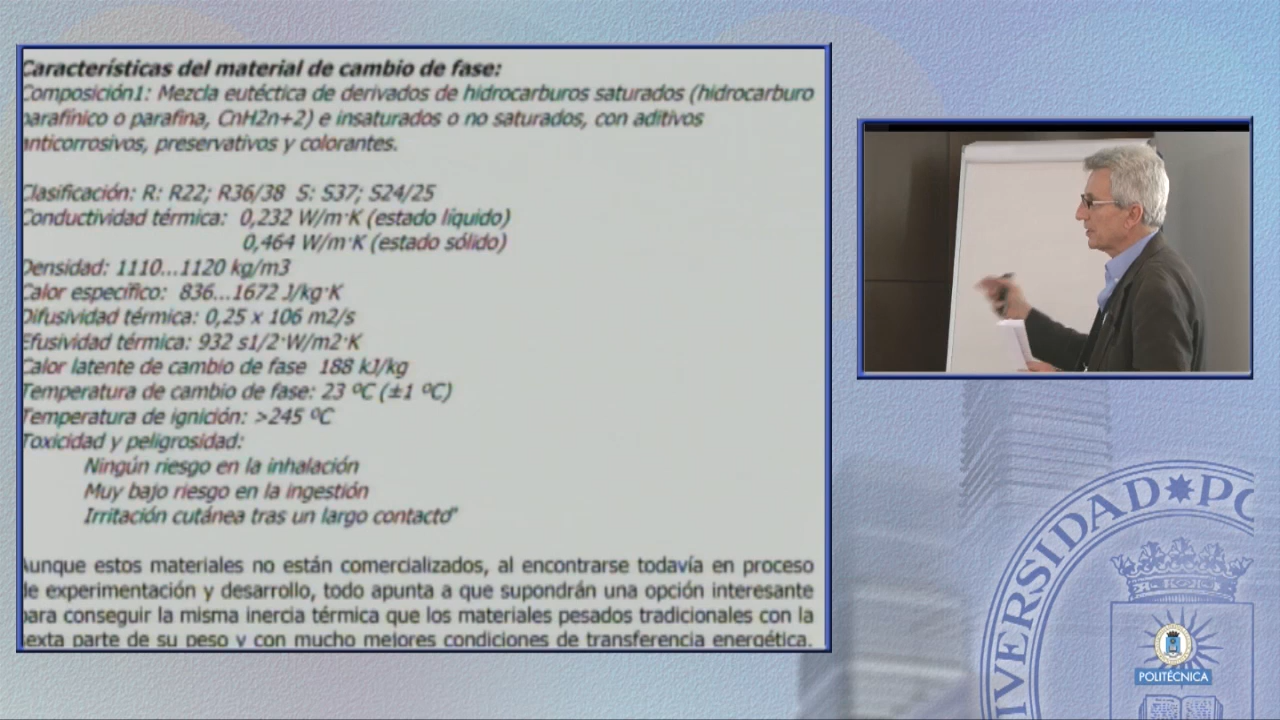 Características del material de cambio de fase:
Composición1: Mezcla eutéctica de derivados de hidrocarburos saturados (hidrocarburo
parafínico o parafina, CnH2n+2) e insaturados o no saturados, con aditivos
anticorrosivos, preservativos y colorantes.
Clasificación: R: R22; R36/38 S: S37; S24/25
Conductividad térmica: 0,232 W/m·K (estado líquido)
0,464 W/m·K (estado sólido)
Densidad: 1110...1120 kg/m3
Calor específico: 836...1672 J/kg·K
Difusividad térmica: 0,25 x 106 m2/s
Efusividad térmica: 932 s1/2·W/m2·K
Calor latente de cambio de fase 188 kJ/kg
Temperatura de cambio de fase: 23 ºC (±1 ºC)
Temperatura de ignición: >245 ºC
Toxicidad y peligrosidad:
Ningún riesgo en la inhalación
Muy bajo riesgo en la ingestión
Irritación cutánea tras un largo contacto"
Aunque estos materiales no están comercializados, al encontrarse todavía en proceso
de experimentación y desarrollo, todo apunta a que supondrán una opción interesante
para conseguir la misma inercia térmica que los materiales pesados tradicionales con la
sexta parte de su peso y con mucho mejores condiciones de transferencia energética.
IVERSIDAD PO
POLITÉCNICA